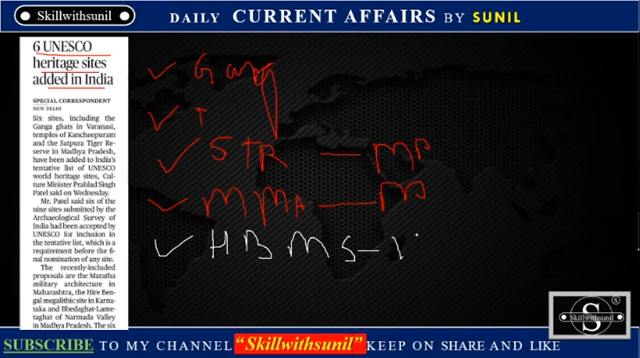 Skillwithsunil
DAILY CURRENT AFFAIRS BY SUNIL
6 UNESCO
heritage sites
added in India
SPECIAL CORRESPONDENT
NEW DELHI
Six sites, including the
Ganga ghats in Varanasi,
temples of Kancheepuram
and the Satpura Tiger Re-
serve in Madhya Pradesh,
have been added to India's
tentative list of UNESCO
world heritage sites, Cul-
ture Minister Prahlad Singh
Patel said on Wednesday.
Mr. Patel said six of the
nine sites submitted by the
Archaeological Survey of
India had been accepted by
UNESCO for inclusion in
the tentative list, which is a
requirement before the fi-
nal nomination of any site.
The recently-included
proposals are the Maratha
military architecture in
Maharashtra, the Hire Ben-
gal megalithic site in Karna-
taka and Bhedaghat-Lame-
taghat of Narmada Valley
in Madhya Pradesh. The six
✓ Gang
✓ T
✓ STR — MP
✓ MMA —
✓ HBMS –
S
Skillwithsunil
SUBSCRIBE TO MY CHANNEL "Skillwithsunil" KEEP ON SHARE AND LIKE